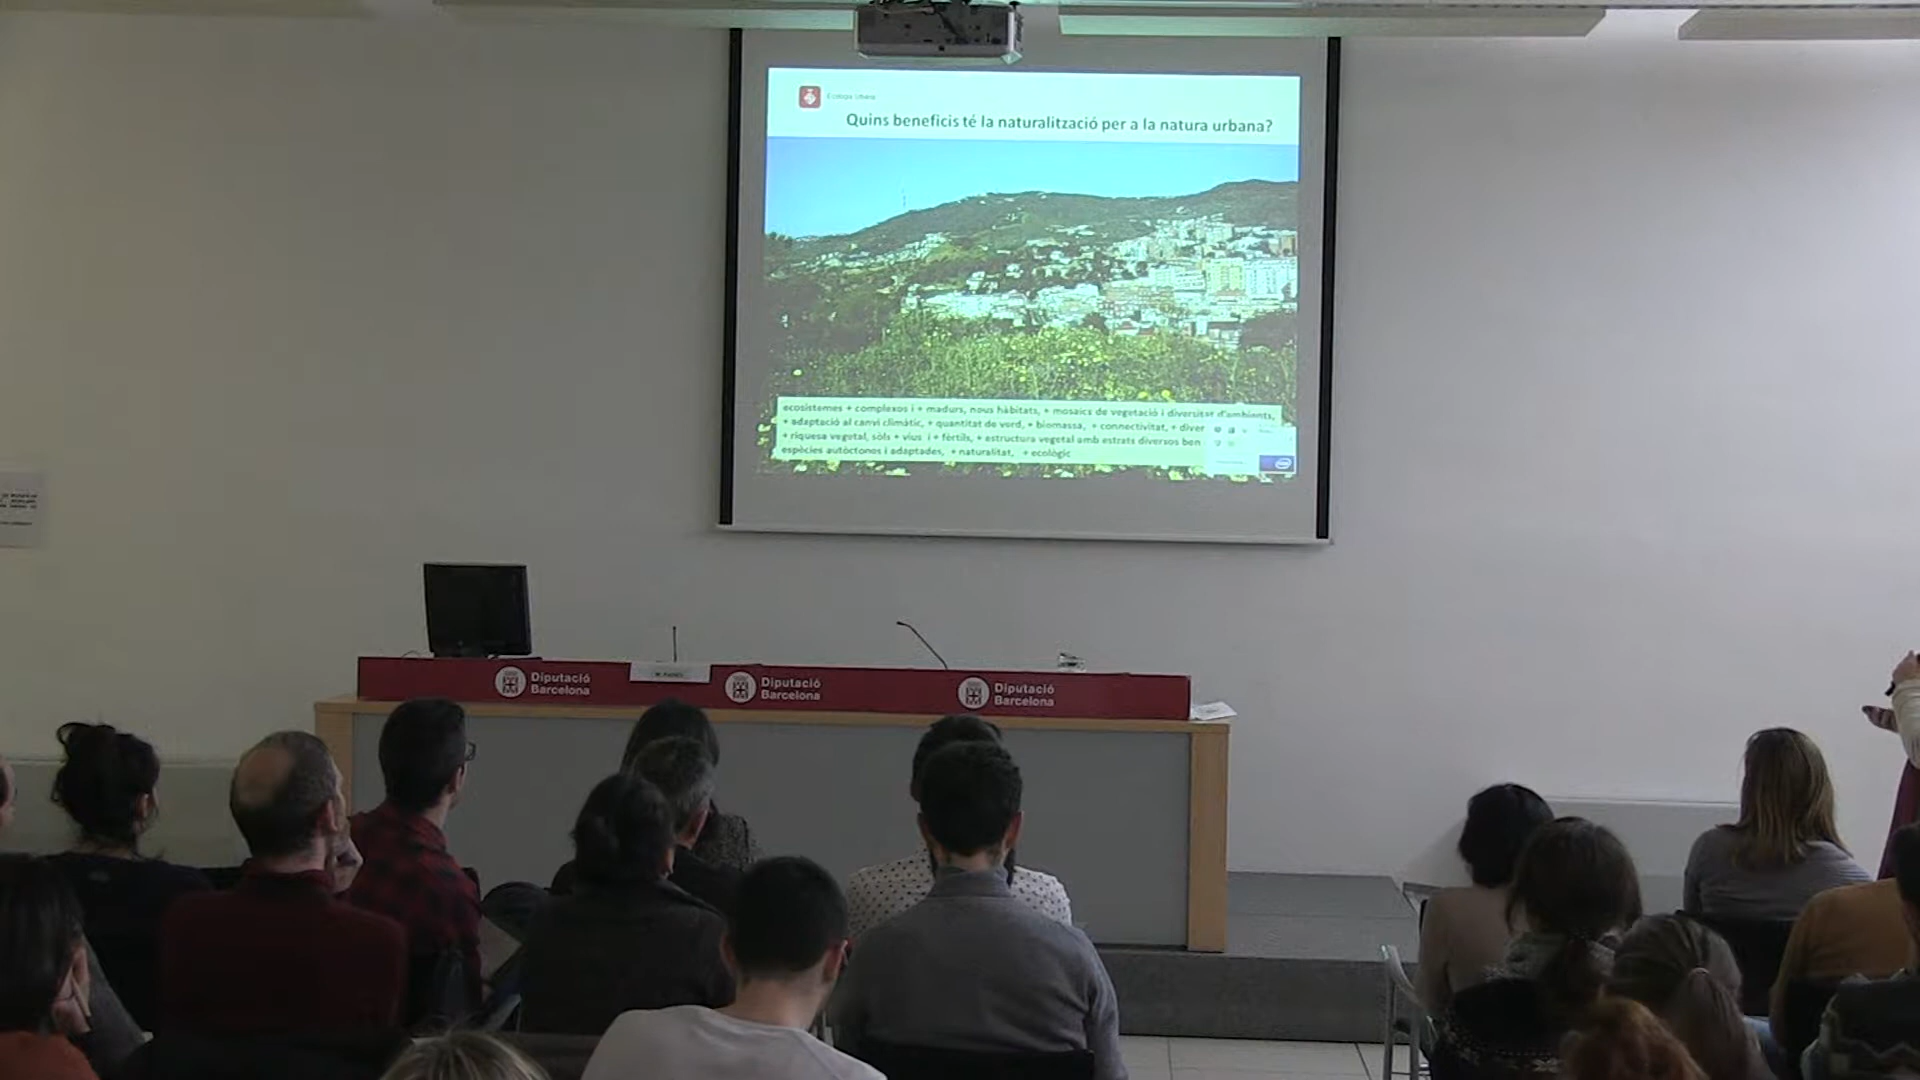 Ecologia Urbana
Quins beneficis té la naturalització per a la natura urbana?
ecosistemes + complexos i + madurs, nous hàbitats, + mosaics de vegetació i diversitat d'ambients,
+ adaptació al canvi climàtic, + quantitat de verd, + biomassa, + connectivitat, + diver
+ riquesa vegetal, sòls + vius i + fèrtils, + estructura vegetal amb estrats diversos ben
espècies autòctones i adaptades, + naturalitat, + ecològic
Diputació
Barcelona
Diputació
Barcelona
Diputació
Barcelona